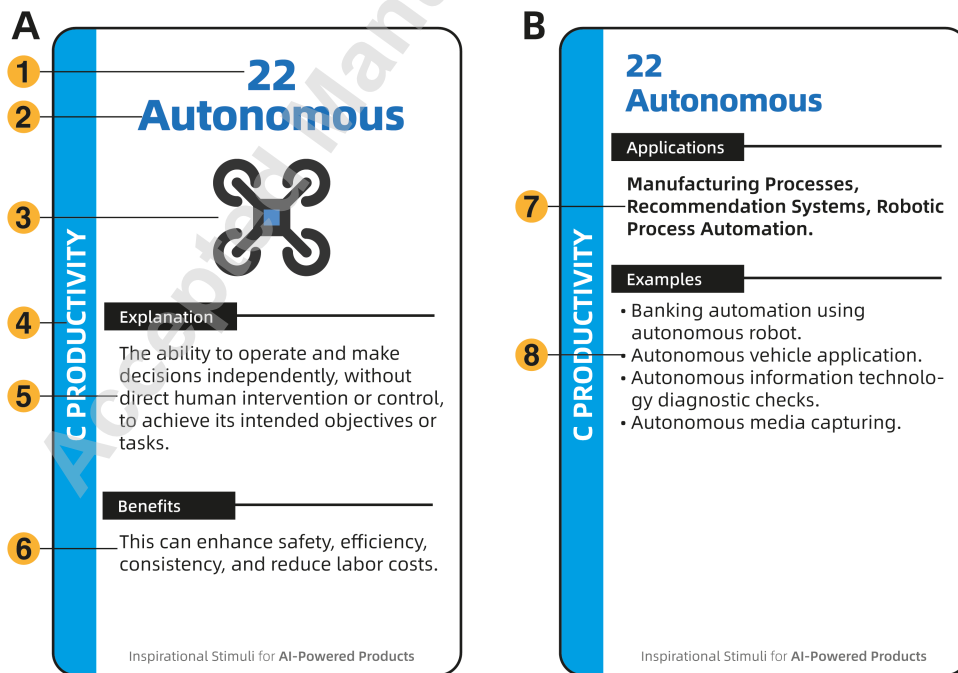 A
1
22
2
Autonomous
3
4
C PRODUCTIVITY
Explanation
5
The ability to operate and make
decisions independently, without
direct human intervention or control,
to achieve its intended objectives or
tasks.
Benefits
6
This can enhance safety, efficiency,
consistency, and reduce labor costs.
Inspirational Stimuli for AI-Powered Products
B
22
Autonomous
C PRODUCTIVITY
Applications
7
Manufacturing Processes,
Recommendation Systems, Robotic
Process Automation.
Examples
• Banking automation using
autonomous robot.
8
• Autonomous vehicle application.
• Autonomous information technolo-
gy diagnostic checks.
• Autonomous media capturing.
Inspirational Stimuli for AI-Powered Products
Accepted Manu